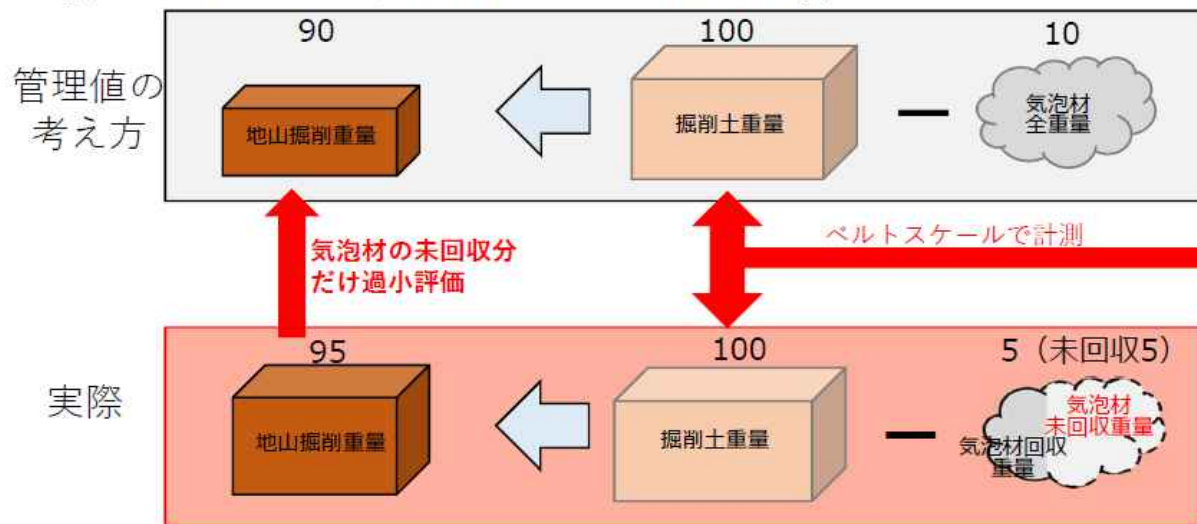 90
100
10
管理値の
考え方
地山掘削重量
掘削土重量
気泡材
全重量
気泡材の未回収分
だけ過小評価
ベルトスケールで計測
95
100
5（未回収5）
実際
地山掘削重量
掘削土重量
気泡材
未回収重量
気泡材回収
重量